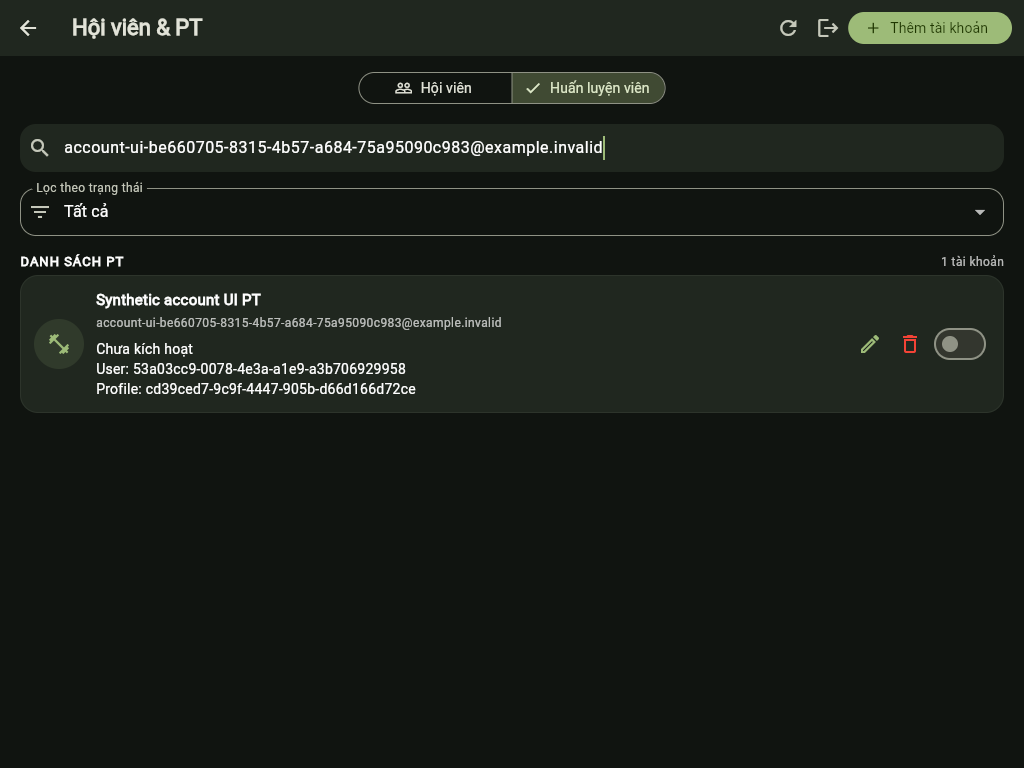 Hội viên & PT
Thêm tài khoản
Hội viên
Huấn luyện viên
account-ui-be660705-8315-4b57-a684-75a95090c983@example.invalid
Lọc theo trạng thái
Tất cả
DANH SÁCH PT
1 tài khoản
Synthetic account UI PT
account-ui-be660705-8315-4b57-a684-75a95090c983@example.invalid
Chưa kích hoạt
User: 53a03cc9-0078-4e3a-a1e9-a3b706929958
Profile: cd39ced7-9c9f-4447-905b-d66d166d72ce